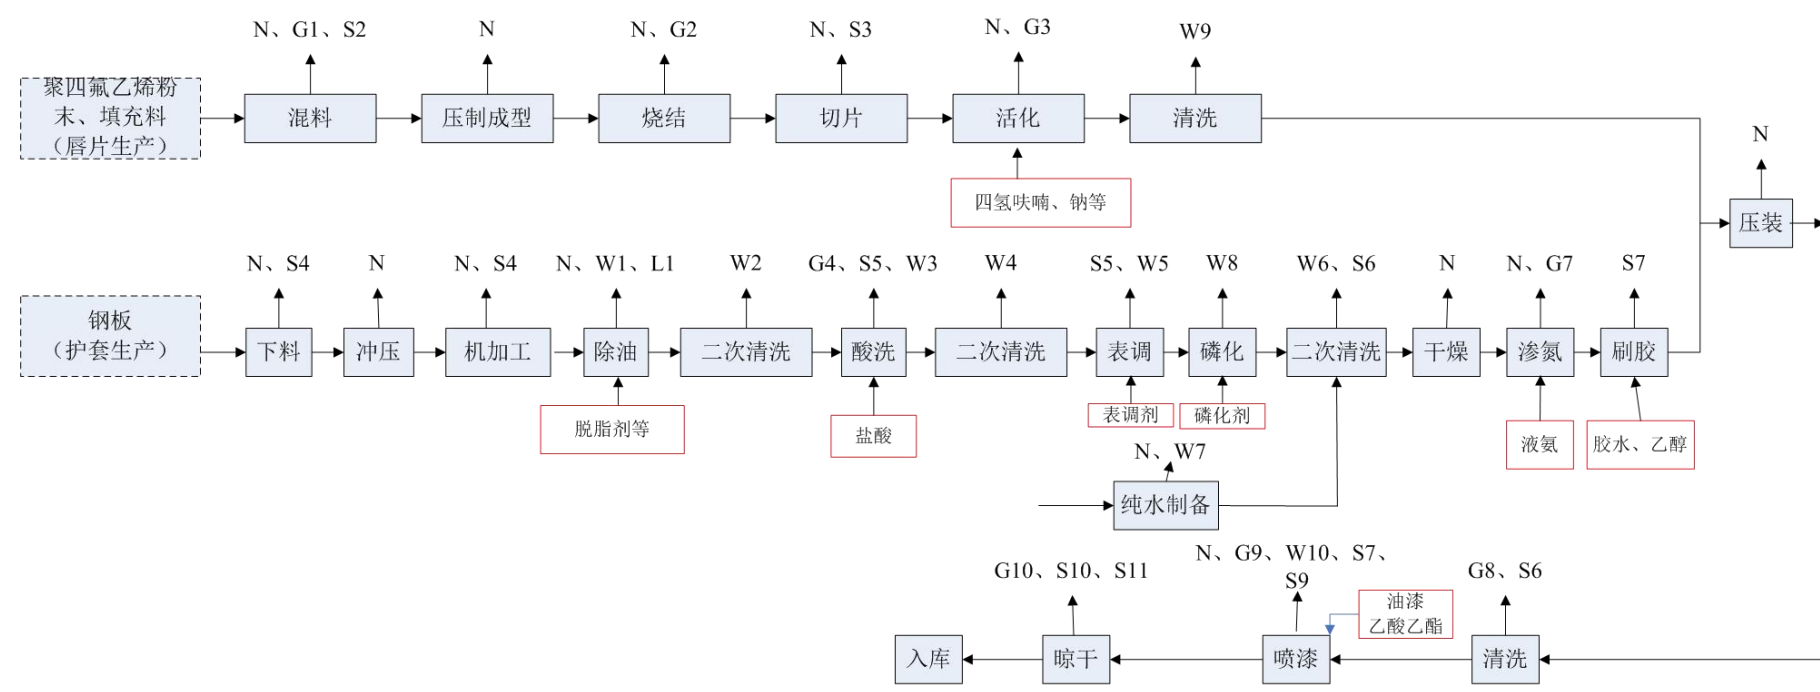 N、G1、S2
N
N、G2
N、S3
N、G3
W9
聚四氟乙烯粉
末、填充料
（唇片生产）
混料
压制成型
烧结
切片
活化
清洗
四氢呋喃、钠等
N
压装
N、S4
N
N、S4
N、W1、L1
W2
G4、S5、W3
W4
S5、W5
W8
W6、S6
N
N、G7
S7
钢板
（护套生产）
下料
冲压
机加工
除油
二次清洗
酸洗
二次清洗
表调
磷化
二次清洗
干燥
渗氮
刷胶
脱脂剂等
盐酸
表调剂
磷化剂
液氨
胶水、乙醇
N、W7
纯水制备
G10、S10、S11
N、G9、W10、S7、
S9
G8、S6
油漆
乙酸乙酯
入库
晾干
喷漆
清洗